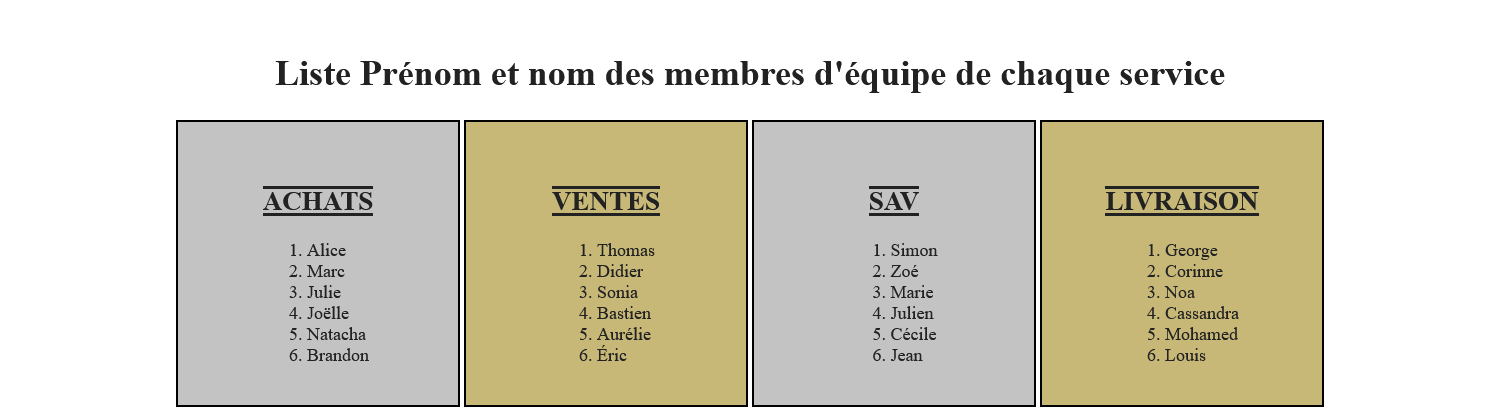 Liste Prénom et nom des membres d'équipe de chaque service
ACHATS
1. Alice
2. Marc
3. Julie
4. Joëlle
5. Natacha
6. Brandon
VENTES
1. Thomas
2. Didier
3. Sonia
4. Bastien
5. Aurélie
6. Éric
SAV
1. Simon
2. Zoé
3. Marie
4. Julien
5. Cécile
6. Jean
LIVRAISON
1. George
2. Corinne
3. Noa
4. Cassandra
5. Mohamed
6. Louis